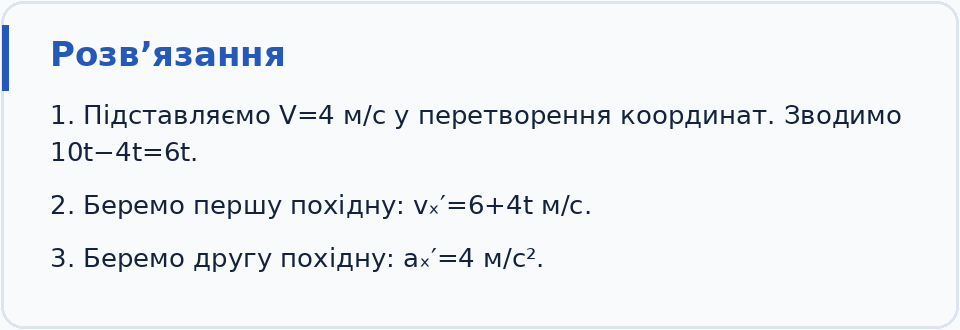 Розв’язання
1. Підставляємо V=4 м/с у перетворення координат. Зводимо
10t−4t=6t.
2. Беремо першу похідну: vₓ′=6+4t м/с.
3. Беремо другу похідну: aₓ′=4 м/с².